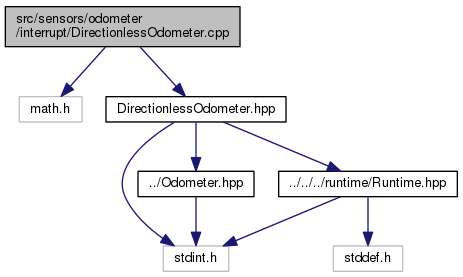 src/sensors/odometer
/interrupt/DirectionlessOdometer.cpp
math.h
DirectionlessOdometer.hpp
../Odometer.hpp
../../../runtime/Runtime.hpp
stdint.h
stddef.h